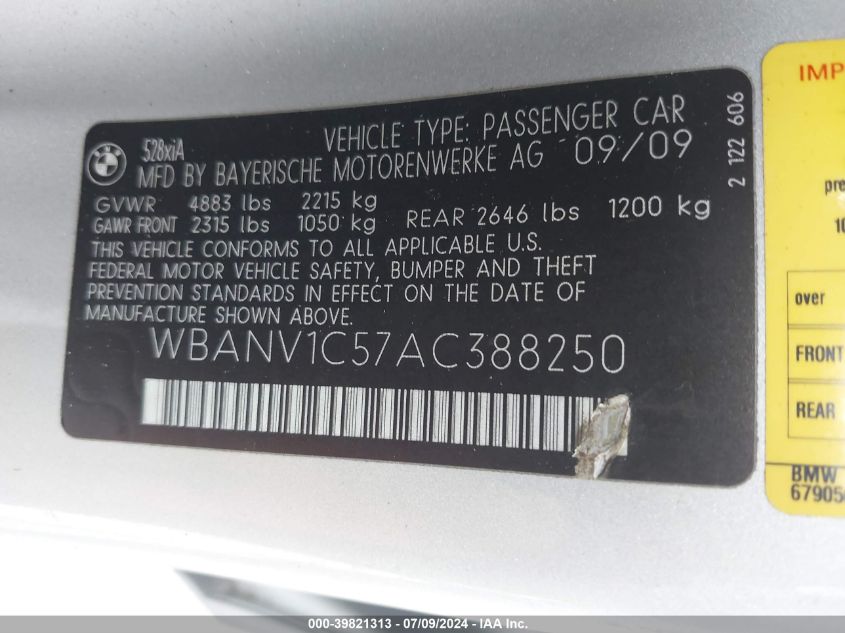 528xiA
VEHICLE TYPE: PASSENGER CAR
MFD BY BAYERISCHE MOTORENWERKE AG 09/09
GVWR 4883 lbs 2215 kg
GAWR FRONT 2315 lbs 1050 kg REAR 2646 lbs 1200 kg
THIS VEHICLE CONFORMS TO ALL APPLICABLE U.S.
FEDERAL MOTOR VEHICLE SAFETY, BUMPER AND THEFT
PREVENTION STANDARDS IN EFFECT ON THE DATE OF
MANUFACTURE SHOWN ABOVE.
WBANV1C57AC388250
2 122 606
IMP
pre
10
over
FRONT
REAR
BMW
67905
000-39821313 - 07/09/2024 - IAA Inc.